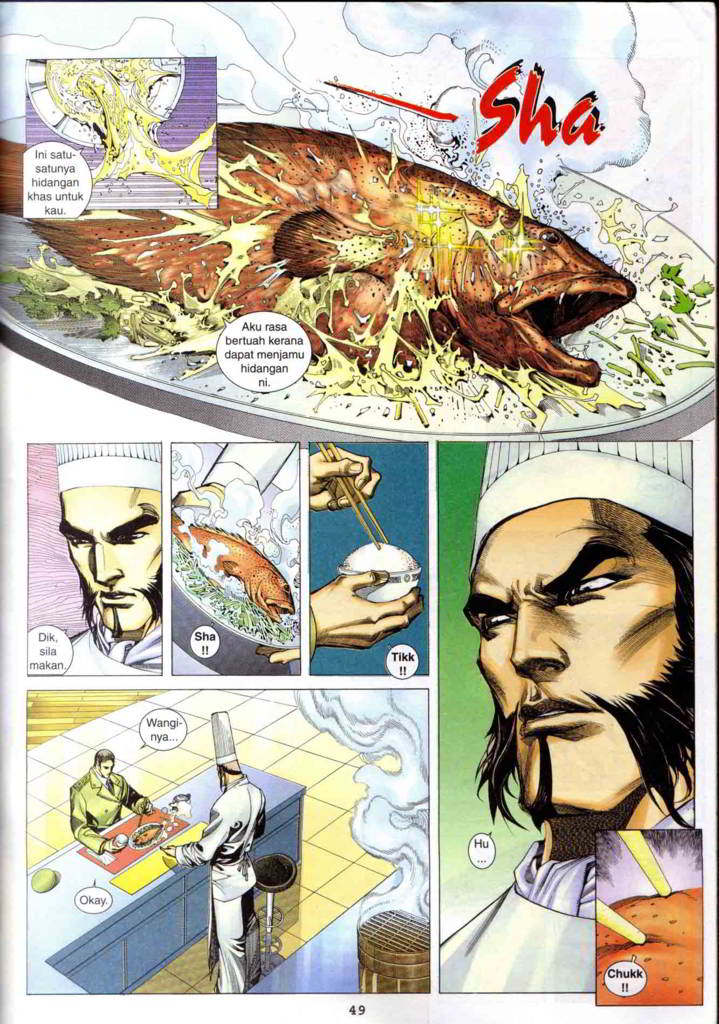 Sha
Ini satu-
satunya
hidangan
khas untuk
kau.
Aku rasa
bertuah kerana
dapat menjamu
hidangan
ni.
Dik,
sila
makan.
Sha
!!
Tikk
!!
Wangi-
nya...
Okay.
Hu
...
Chukk
!!
49